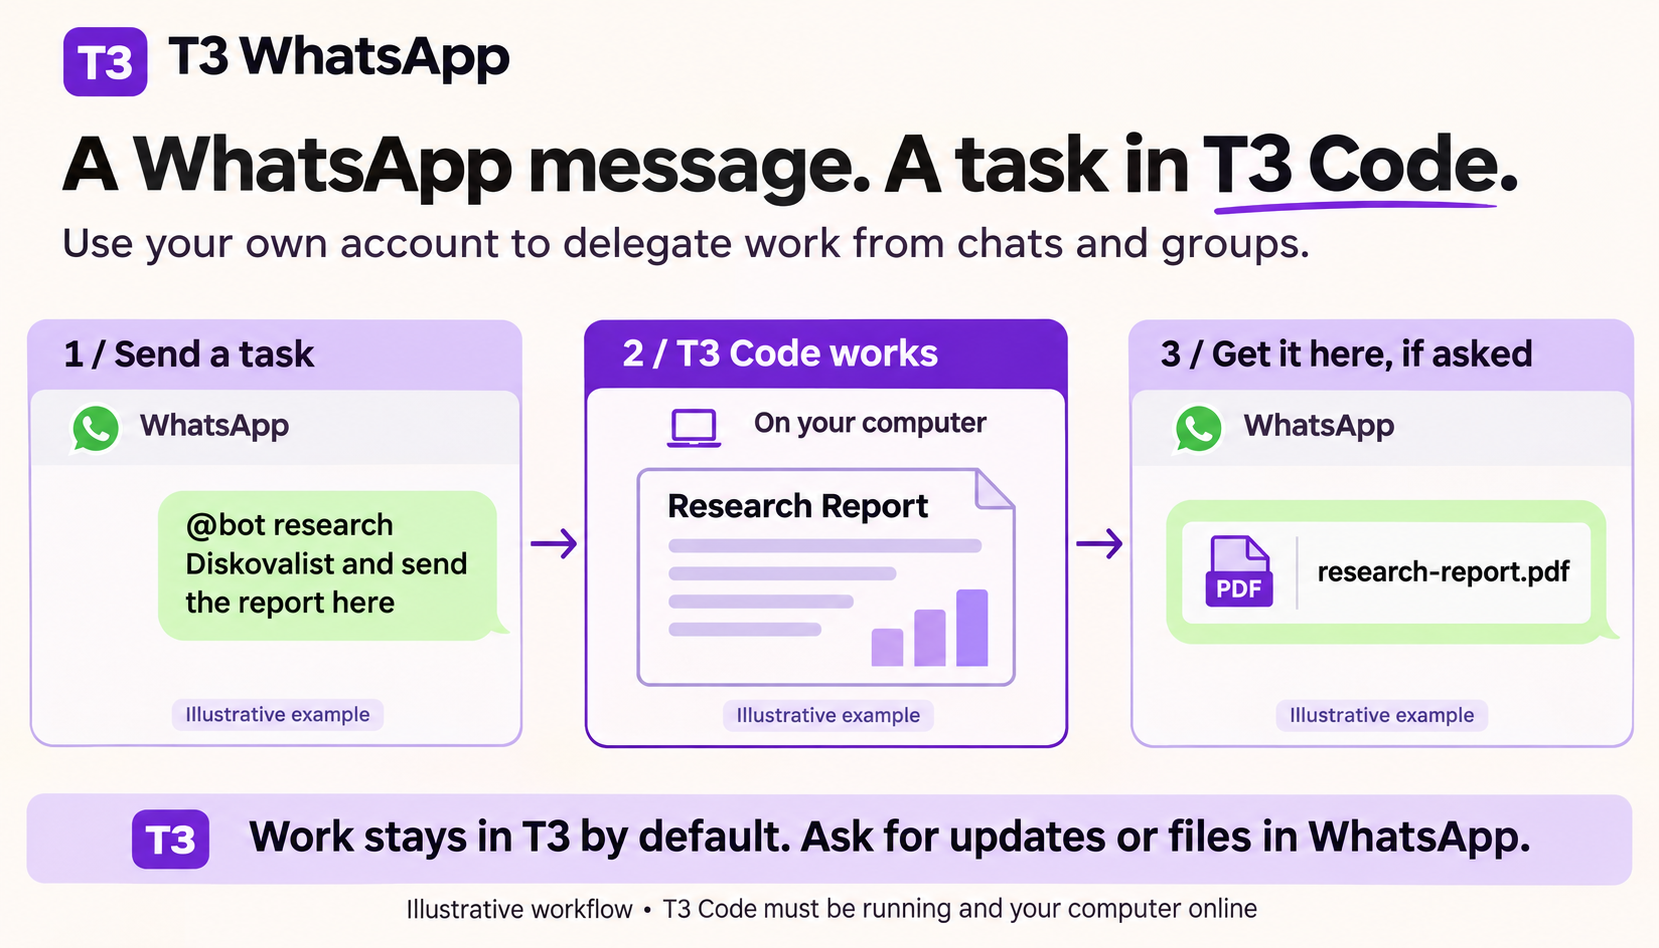 T3 T3 WhatsApp
A WhatsApp message. A task in T3 Code.
Use your own account to delegate work from chats and groups.
1 / Send a task
WhatsApp
@bot research
Diskovalist and send
the report here
Illustrative example
2 / T3 Code works
On your computer
Research Report
Illustrative example
3 / Get it here, if asked
WhatsApp
PDF research-report.pdf
Illustrative example
T3 Work stays in T3 by default. Ask for updates or files in WhatsApp.
Illustrative workflow • T3 Code must be running and your computer online